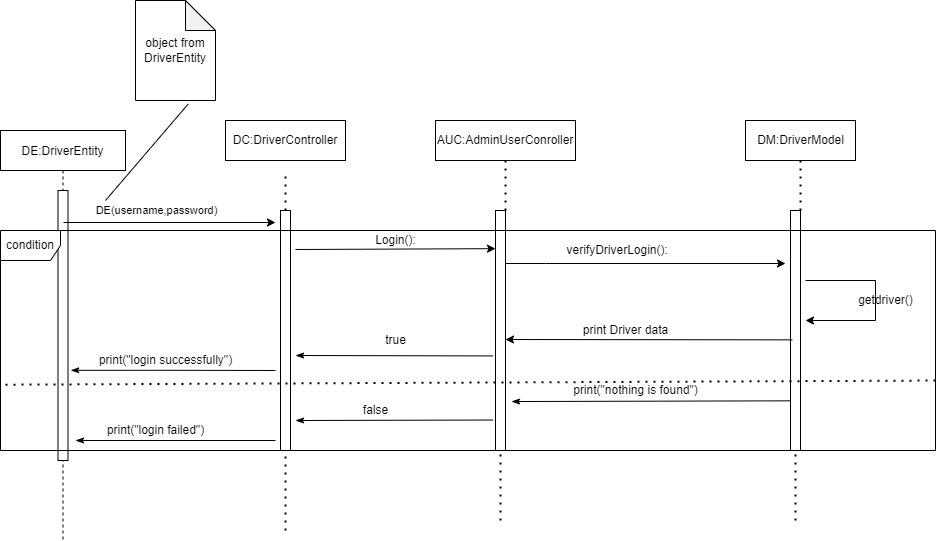 object from
DriverEntity
DE:DriverEntity
DC:DriverController
AUC:AdminUserConroller
DM:DriverModel
DE(username,password)
condition
Login():
verifyDriverLogin():
getdriver()
print Driver data
true
print("login successfully")
print("nothing is found")
false
print("login failed")